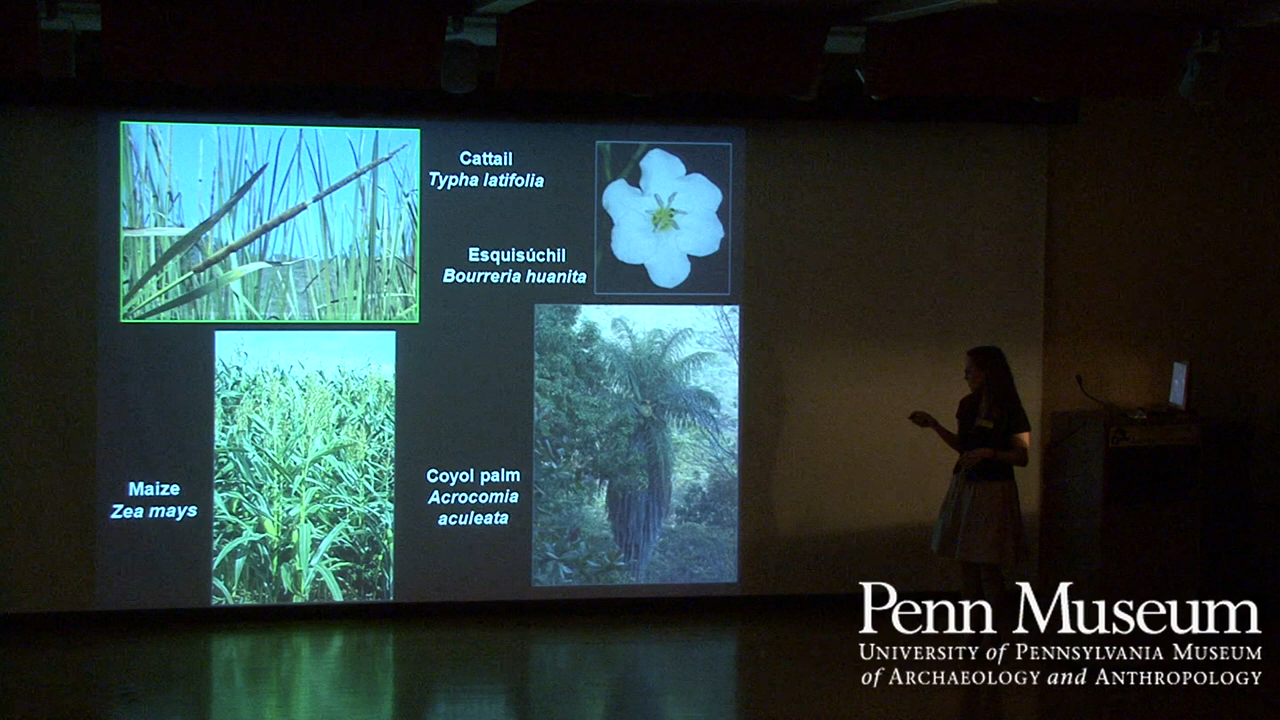 Cattail
Typha latifolia
Esquisúchil
Bourreria huanita
Maize
Zea mays
Coyol palm
Acrocomia
aculeata
Penn Museum
University of Pennsylvania Museum
of Archaeology and Anthropology